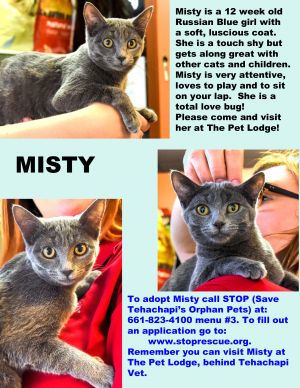 Misty is a 12 week old
Russian Blue girl with
a soft, luscious coat.
She is a touch shy but
gets along great with
other cats and children.
Misty is very attentive,
loves to play and to sit
on your lap.  She is a
total love bug!
Please come and visit
her at The Pet Lodge!
MISTY
To adopt Misty call STOP (Save
Tehachapi's Orphan Pets) at:
661-823-4100 menu #3. To fill out
an application go to:
www.stoprescue.org.
Remember you can visit Misty at
The Pet Lodge, behind Tehachapi
Vet.